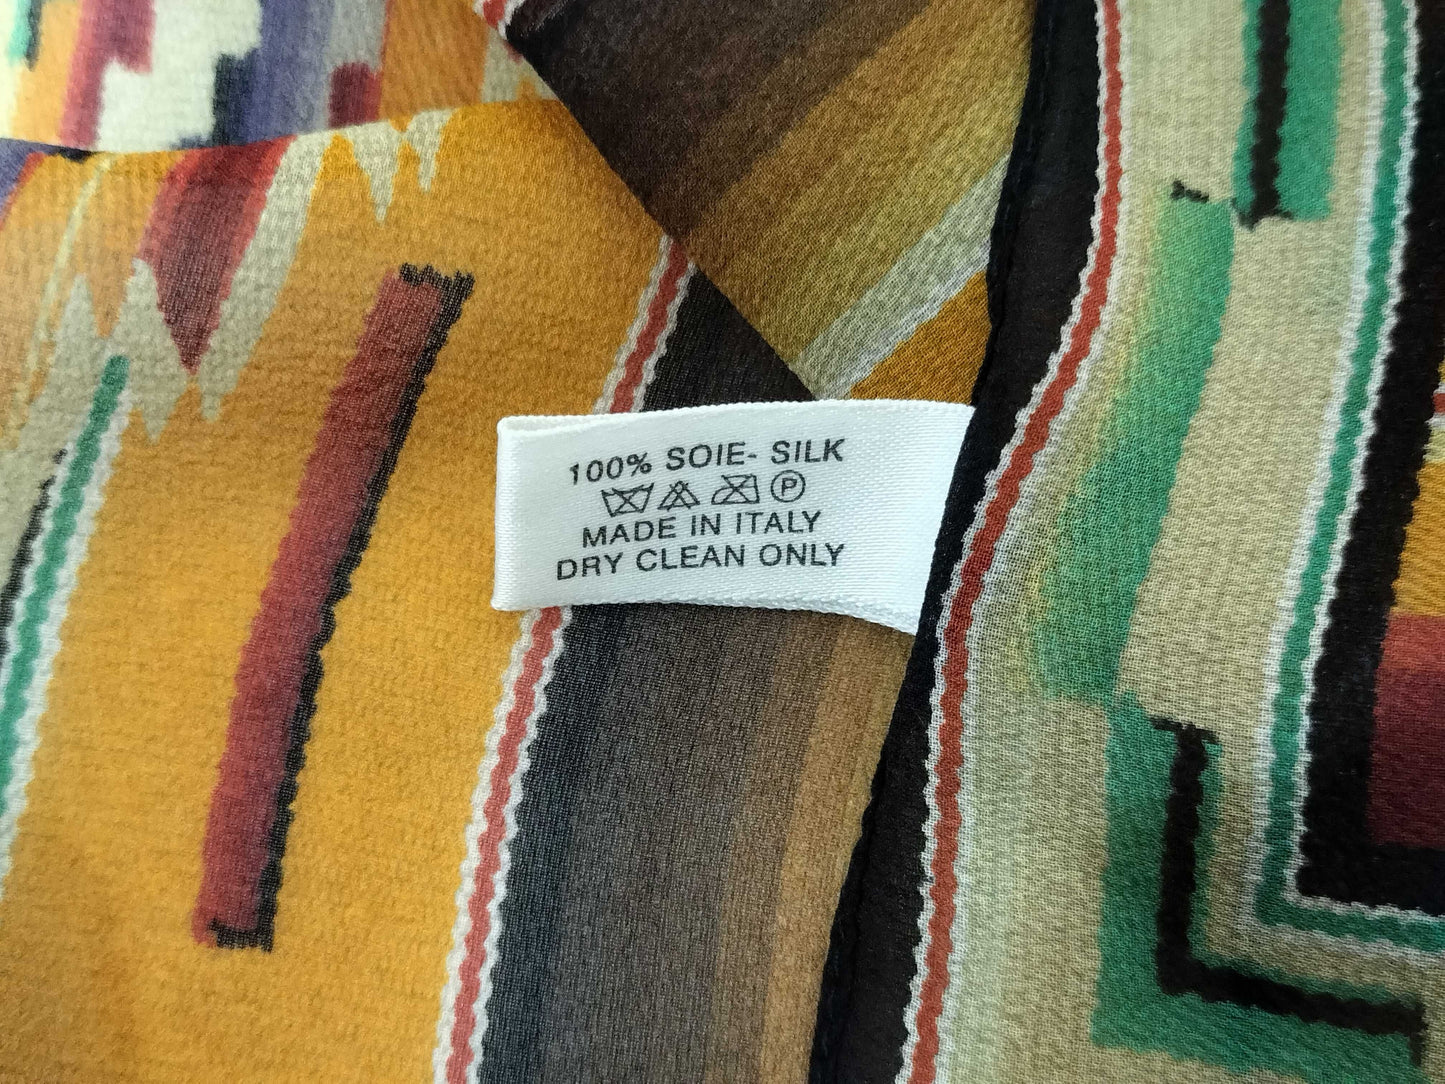 100% SOIE- SILK
P
MADE IN ITALY
DRY CLEAN ONLY